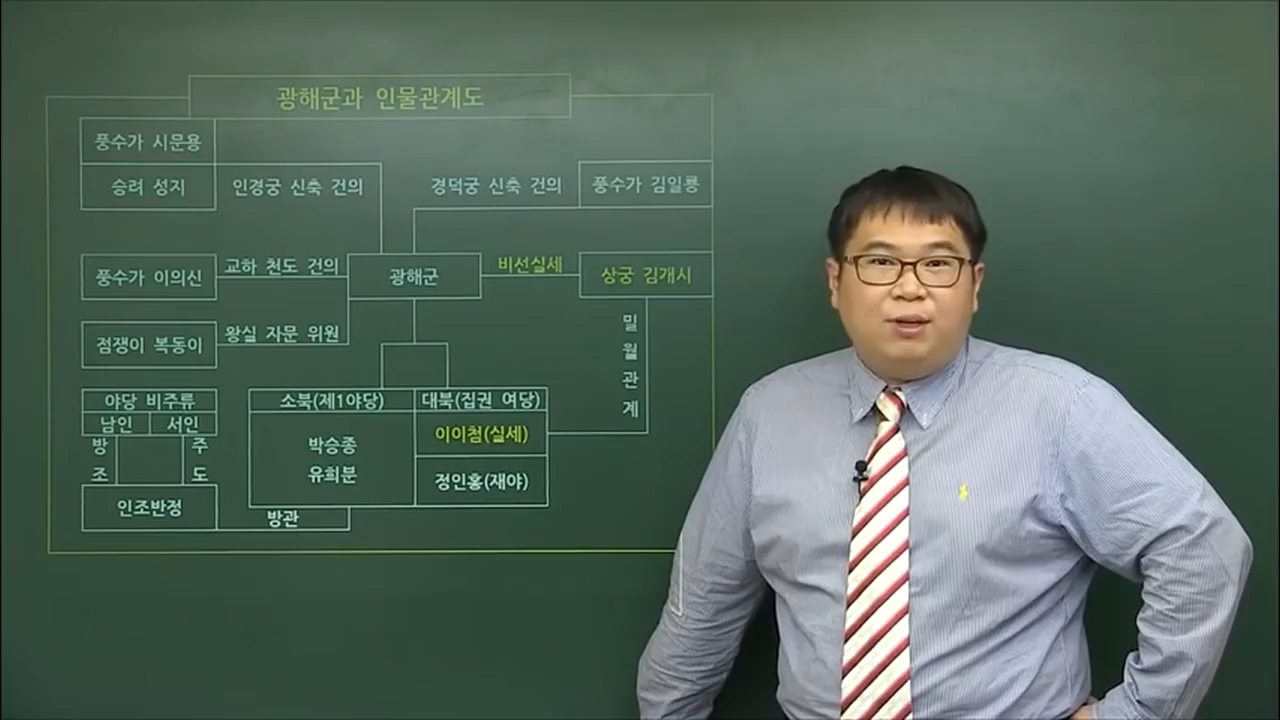 광해군과 인물관계도
풍수가 시문용
승려 성지
인경궁 신축 건의
경덕궁 신축 건의
풍수가 김일룡
풍수가 이의신
교하 천도 건의
광해군
비선실세
상궁 김개시
점쟁이 복동이
왕실 자문 위원
밀월관계
야당 비주류
남인
서인
방조
주도
인조반정
방관
소북(제1야당)
박승종
유희분
대북(집권 여당)
이이첨(실세)
정인홍(재야)